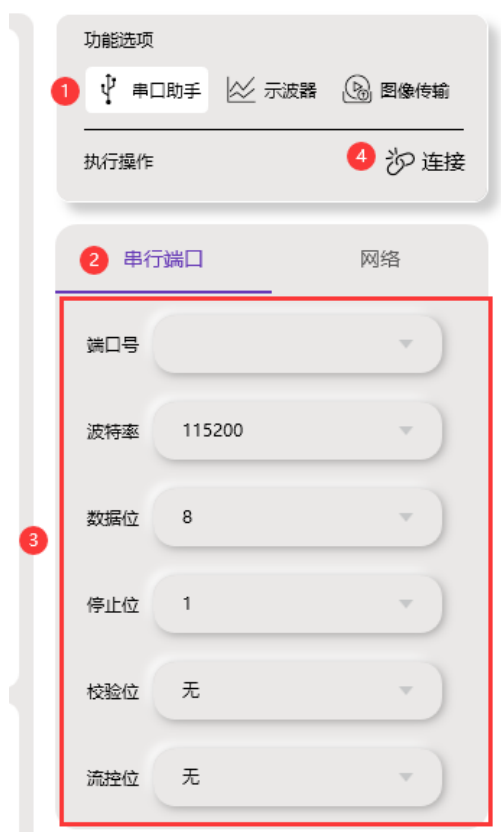 功能选项
1 串口助手 示波器 图像传输
执行操作 4 连接
2 串行端口 网络
端口号
波特率 115200
数据位 8
3
停止位 1
校验位 无
流控位 无